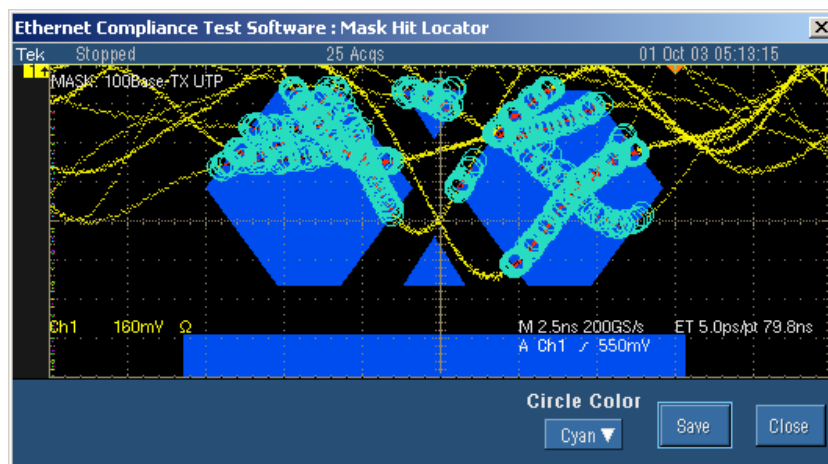 Ethernet Compliance Test Software : Mask Hit Locator
Tek Stopped 25 Acqs 01 Oct 03 05:13:15
MASK: 100Base-TX UTP
Ch1 160mV Ω M 2.5ns 200GS/s ET 5.0ps/pt 79.8ns
A Ch1 550mV
Circle Color
Cyan
Save
Close